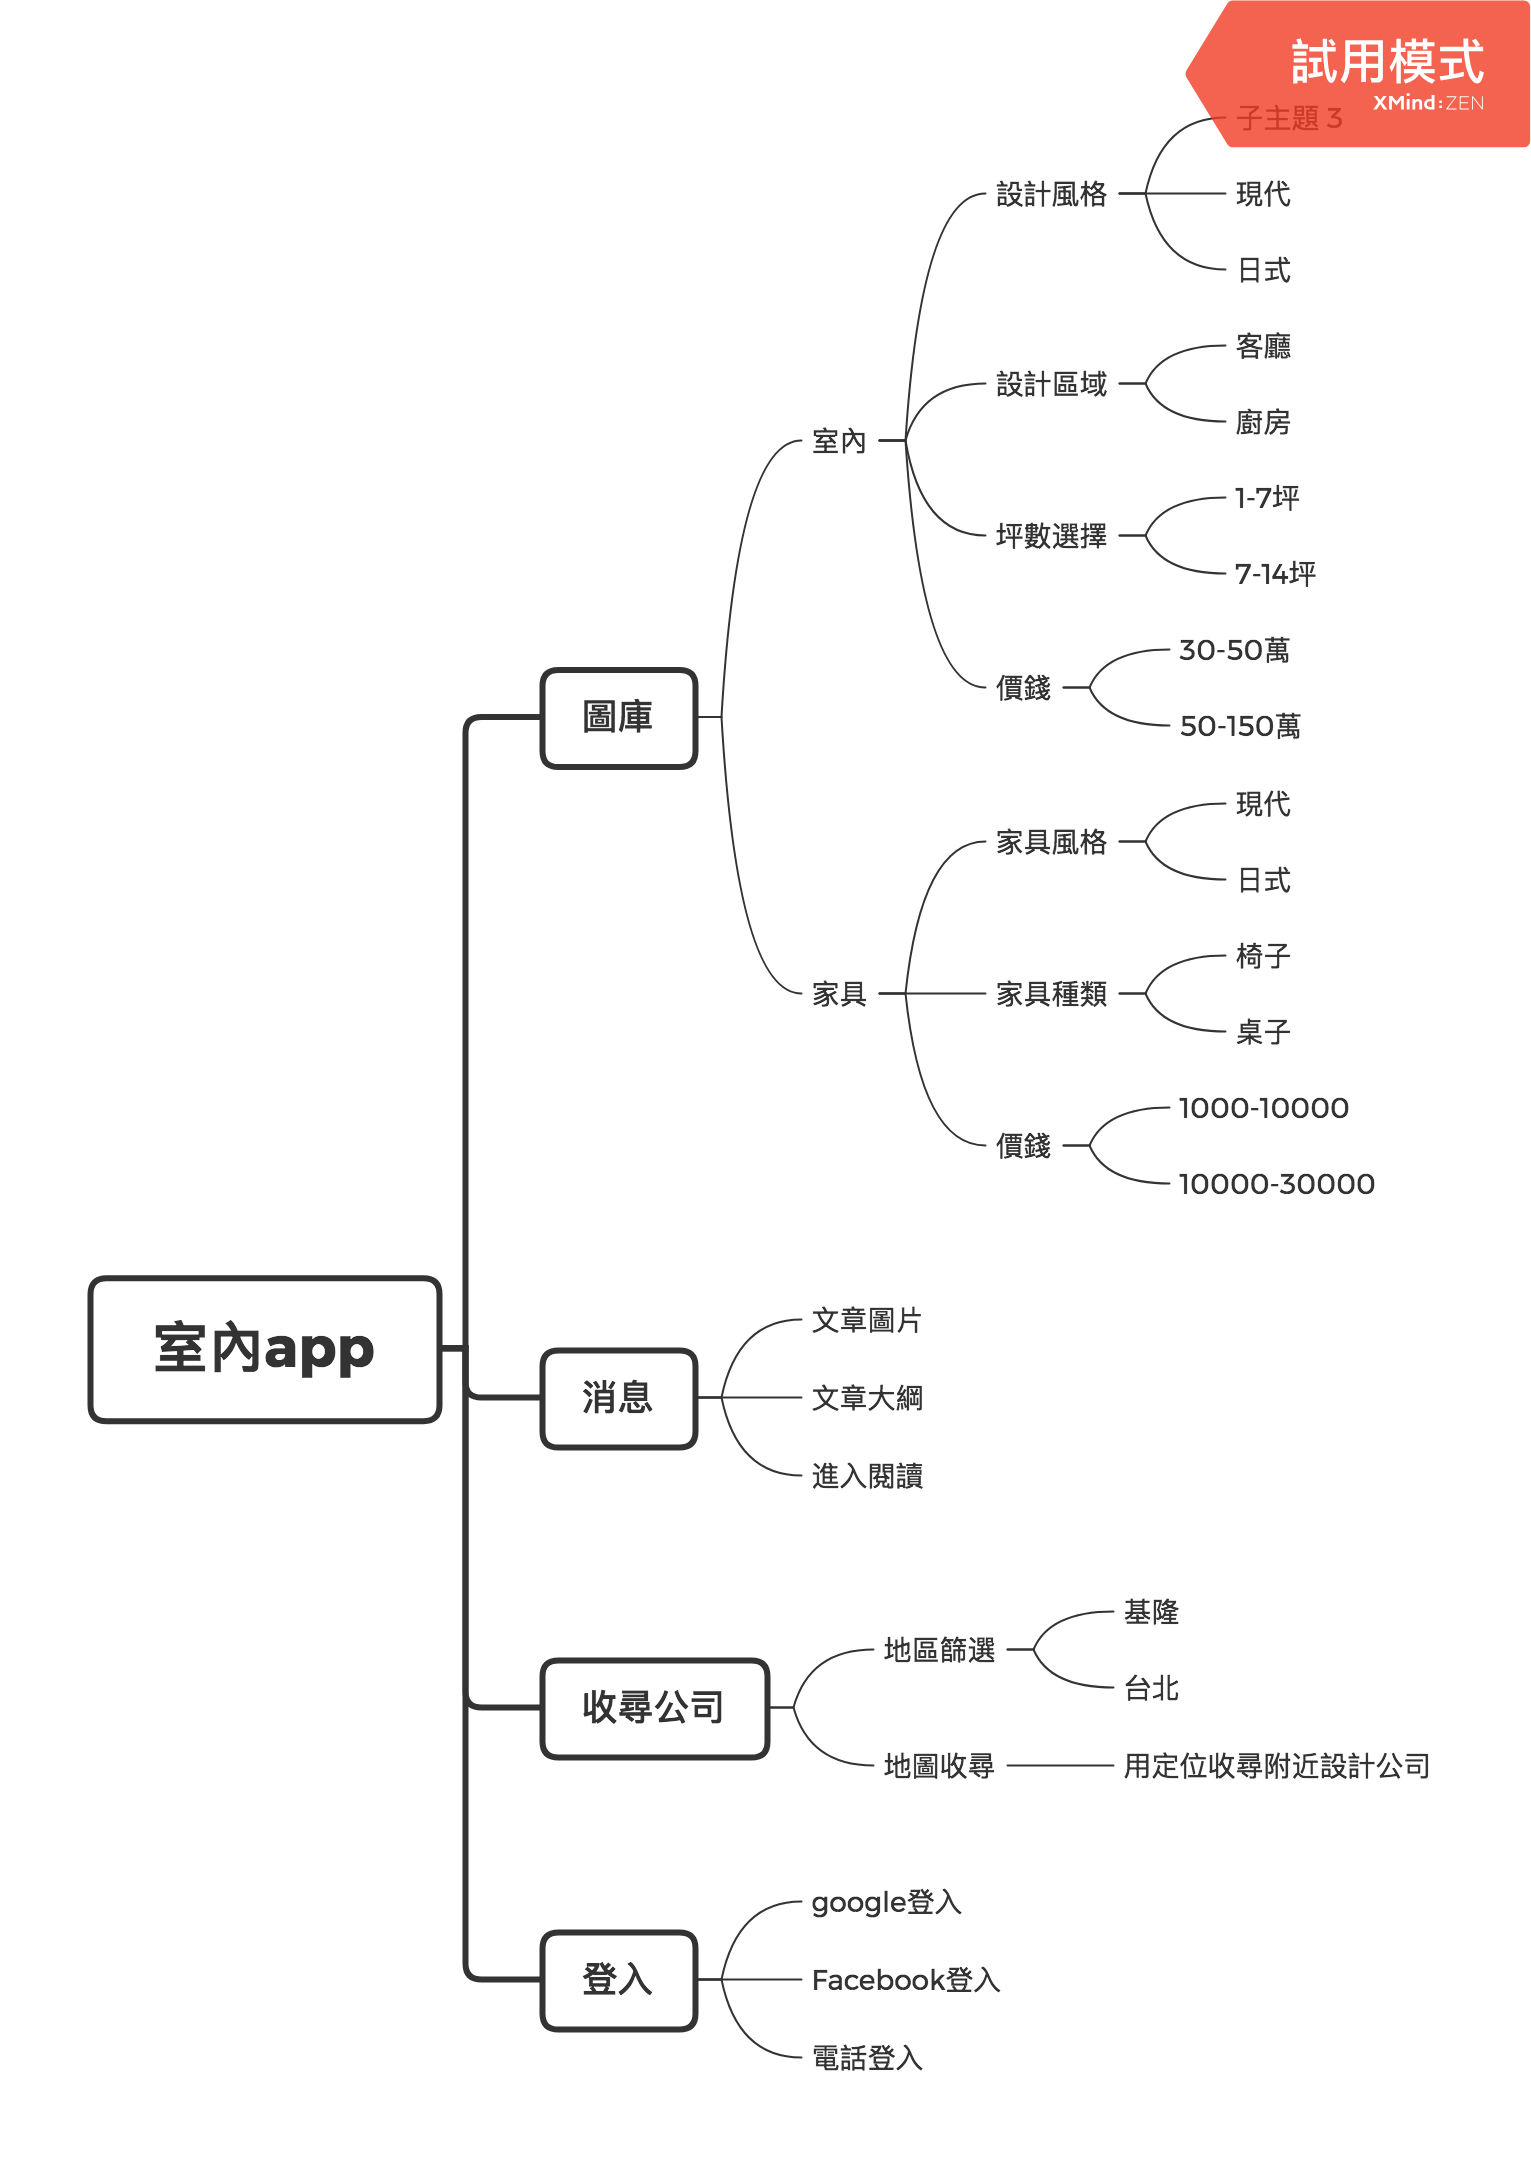 試用模式
XMind:ZEN
子主題 3
設計風格
現代
日式
客廳
設計區域
廚房
室內
1-7坪
坪數選擇
7-14坪
30-50萬
價錢
50-150萬
圖庫
現代
家具風格
日式
椅子
家具
家具種類
桌子
1000-10000
價錢
10000-30000
室內app
文章圖片
消息
文章大綱
進入閱讀
基隆
地區篩選
台北
收尋公司
地圖收尋
用定位收尋附近設計公司
google登入
登入
Facebook登入
電話登入